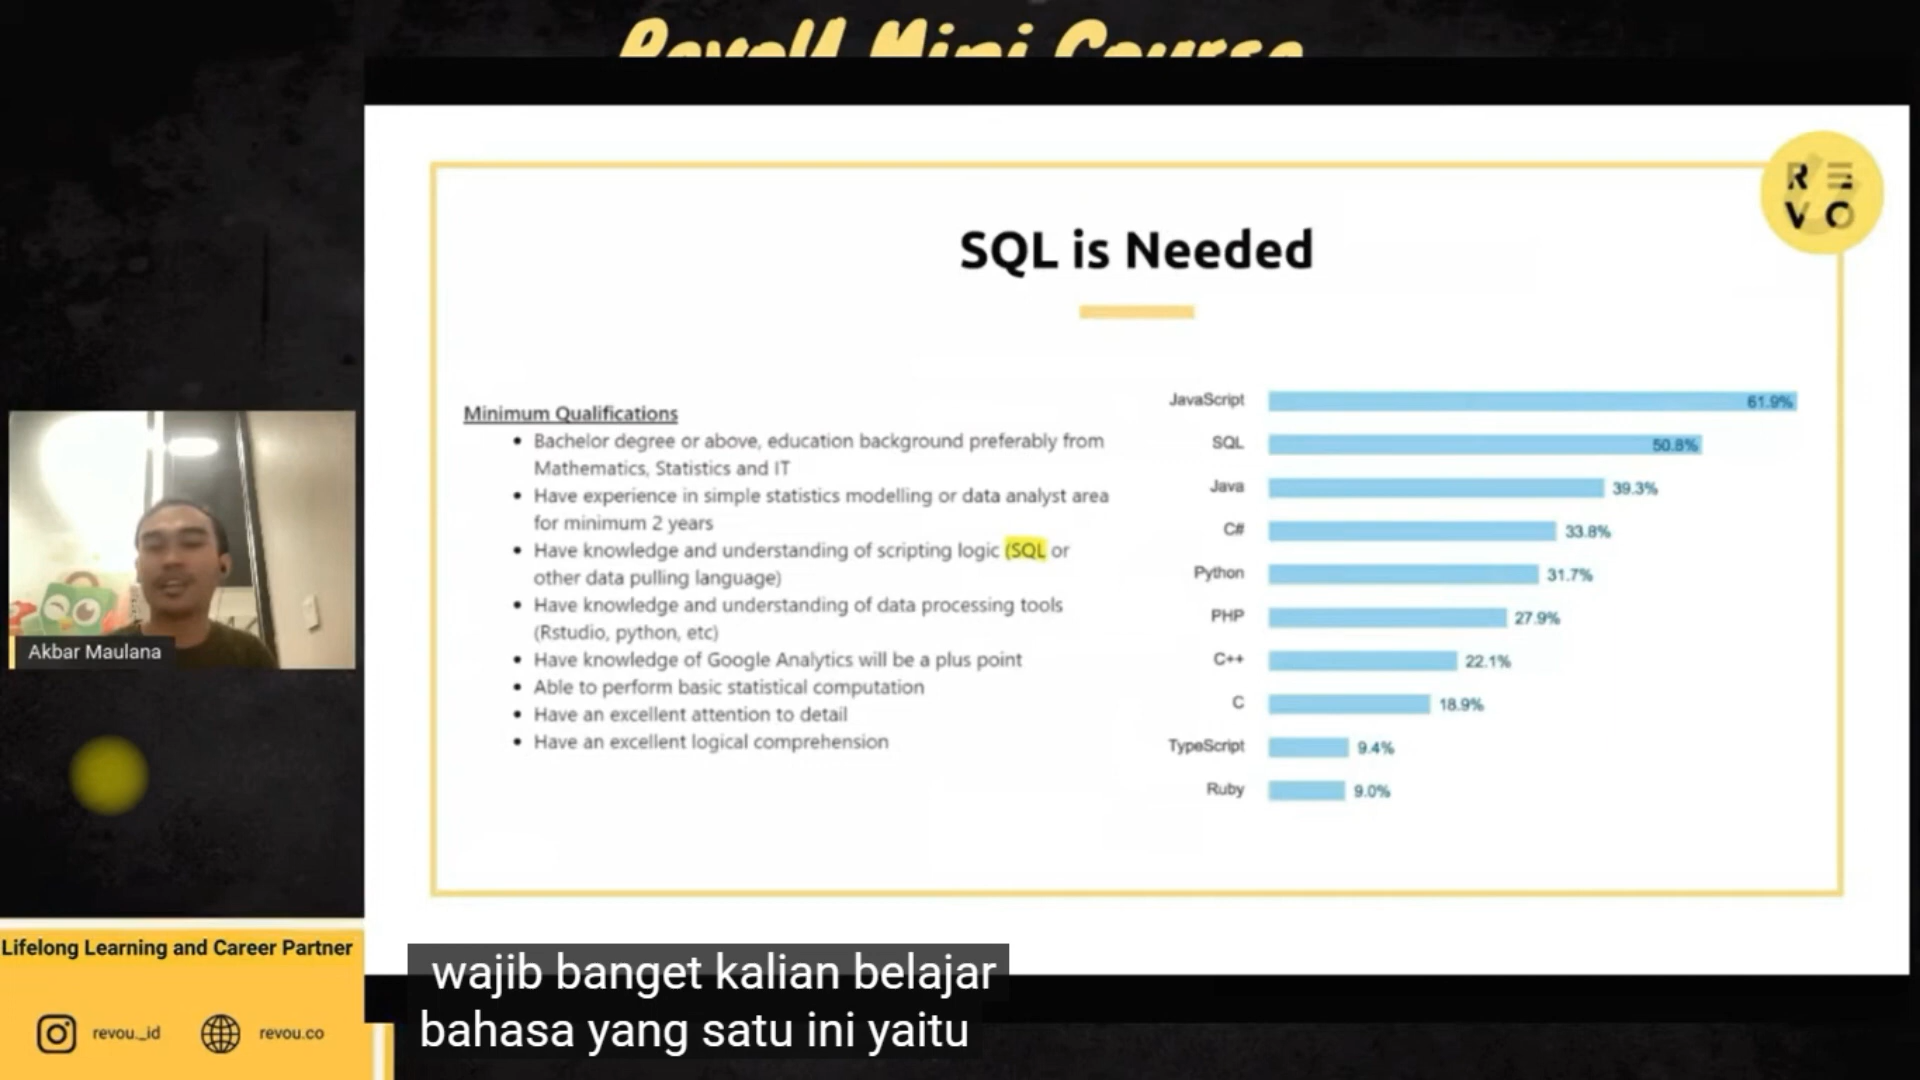 RevoU Mini Course
R E
V O
SQL is Needed
Minimum Qualifications
• Bachelor degree or above, education background preferably from
Mathematics, Statistics and IT
• Have experience in simple statistics modelling or data analyst area
for minimum 2 years
• Have knowledge and understanding of scripting logic (SQL or
other data pulling language)
• Have knowledge and understanding of data processing tools
(Rstudio, python, etc)
• Have knowledge of Google Analytics will be a plus point
• Able to perform basic statistical computation
• Have an excellent attention to detail
• Have an excellent logical comprehension
JavaScript 61.9%
SQL 50.8%
Java 39.3%
C# 33.8%
Python 31.7%
PHP 27.9%
C++ 22.1%
C 18.9%
TypeScript 9.4%
Ruby 9.0%
Akbar Maulana
Lifelong Learning and Career Partner
revou_id revou.co
wajib banget kalian belajar
bahasa yang satu ini yaitu